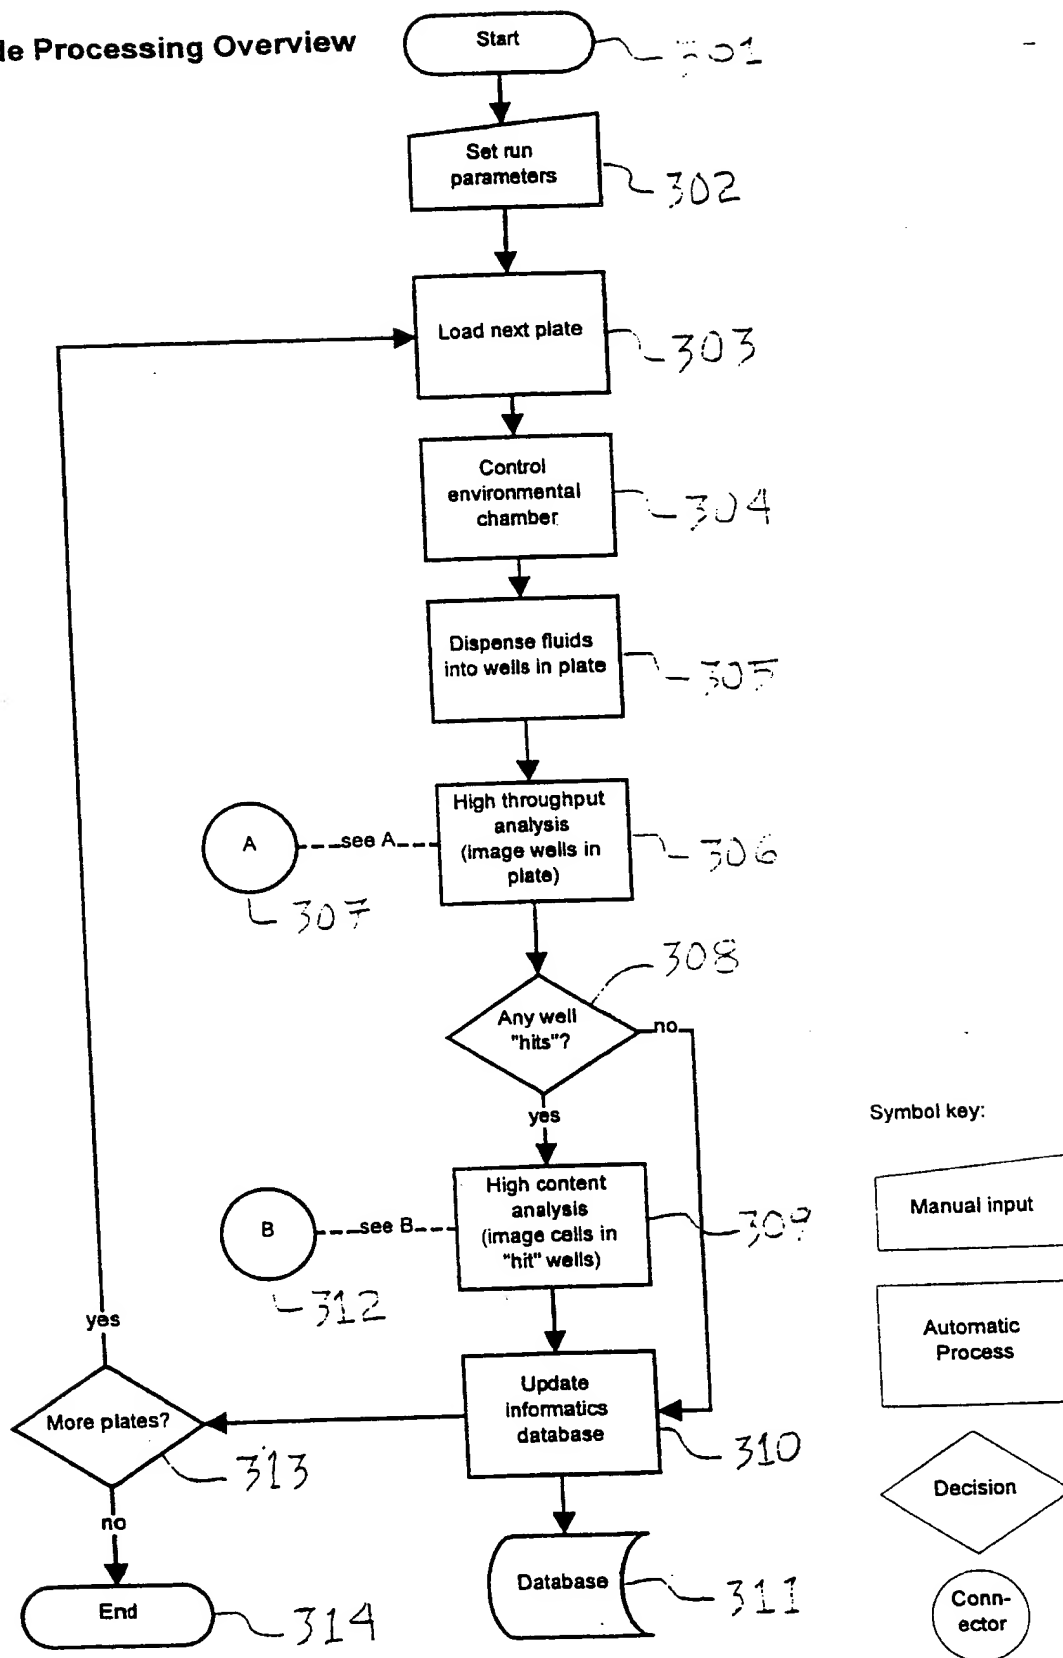 Processing Overview
Start
301
Set run
parameters
302
Load next plate
303
Control
environmental
chamber
304
Dispense fluids
into wells in plate
305
High throughput
analysis
(image wells in
plate)
306
A
see A
307
Any well
"hits"?
308
no
yes
High content
analysis
(image cells in
"hit" wells)
309
B
see B
312
Update
informatics
database
310
More plates?
313
yes
no
Database
311
End
314
Symbol key:
Manual input
Automatic
Process
Decision
Conn-
ector